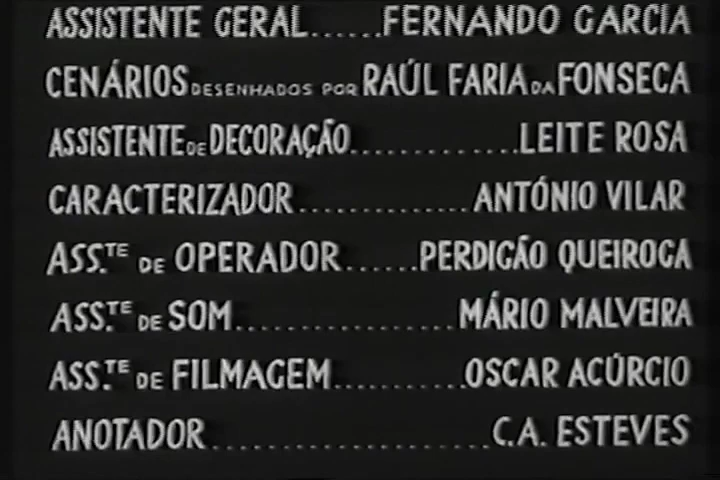 ASSISTENTE GERAL......FERNANDO GARCIA
CENÁRIOS DESENHADOS POR RAÚL FARIA DA FONSECA
ASSISTENTE DE DECORAÇÃO..............LEITE ROSA
CARACTERIZADOR..............ANTÓNIO VILAR
ASS.TE DE OPERADOR......PERDIGÃO QUEIROGA
ASS.TE DE SOM..................MÁRIO MALVEIRA
ASS.TE DE FILMAGEM...........OSCAR ACÚRCIO
ANOTADOR.......................C.A. ESTEVES